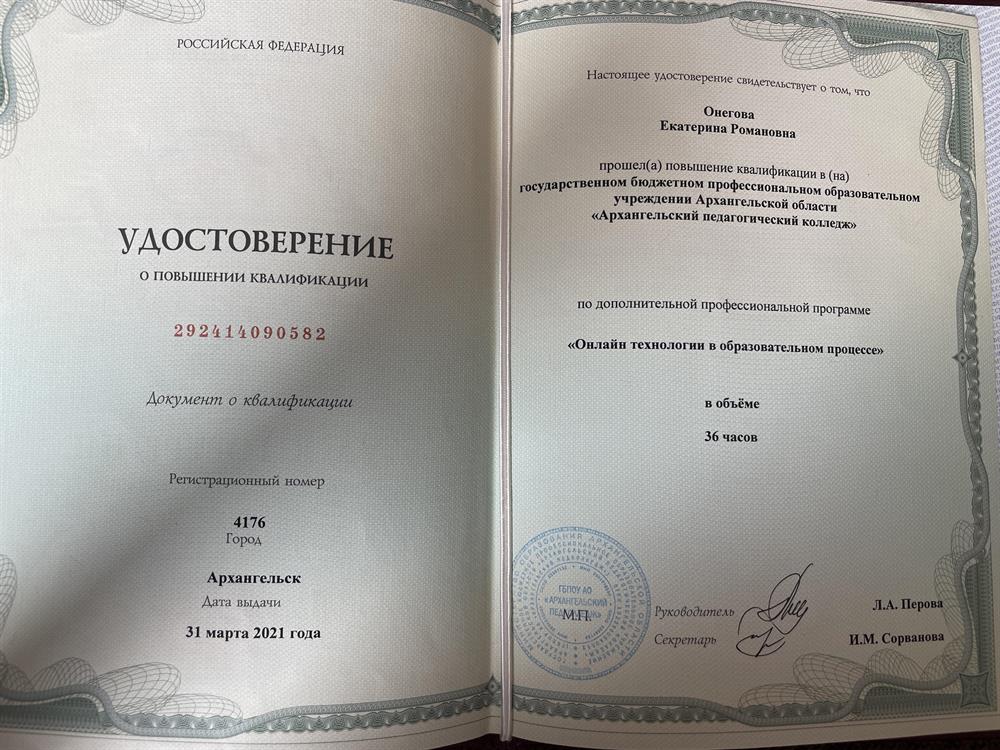 РОССИЙСКАЯ ФЕДЕРАЦИЯ
УДОСТОВЕРЕНИЕ
О ПОВЫШЕНИИ КВАЛИФИКАЦИИ
292414090582
Документ о квалификации
Регистрационный номер
4176
Город
Архангельск
Дата выдачи
31 марта 2021 года
Настоящее удостоверение свидетельствует о том, что
Онегова
Екатерина Романовна
прошел(а) повышение квалификации в (на)
государственном бюджетном профессиональном образовательном
учреждении Архангельской области
«Архангельский педагогический колледж»
по дополнительной профессиональной программе
«Онлайн технологии в образовательном процессе»
в объёме
36 часов
ГБПОУ АО
«АРХАНГЕЛЬСКИЙ
М.П.
Руководитель
Л.А. Перова
Секретарь
И.М. Сорванова